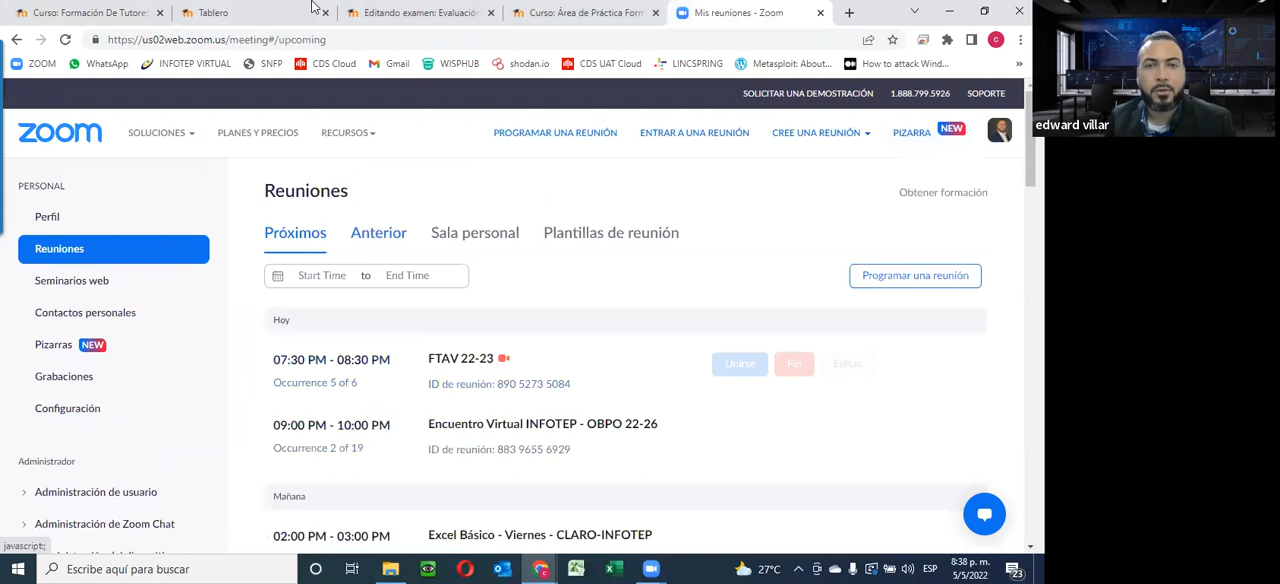 Curso: Formación De Tutore:
Tablero
Editando examen: Evaluación
Curso: Área de Práctica Form
Mis reuniones - Zoom
https://us02web.zoom.us/meeting#/upcoming
ZOOM
WhatsApp
INFOTEP VIRTUAL
SNFP
CDS Cloud
Gmail
WISPHUB
shodan.io
CDS UAT Cloud
LINCSPRING
Metasploit: About...
How to attack Wind...
»
SOLICITAR UNA DEMOSTRACIÓN
1.888.799.5926
SOPORTE
zoom
SOLUCIONES
PLANES Y PRECIOS
RECURSOS
PROGRAMAR UNA REUNIÓN
ENTRAR A UNA REUNIÓN
CREE UNA REUNIÓN
PIZARRA
NEW
edward villar
PERSONAL
Perfil
Reuniones
Seminarios web
Contactos personales
Pizarras
NEW
Grabaciones
Configuración
Administrador
Administración de usuario
Administración de Zoom Chat
javascript:;
Reuniones
Obtener formación
Próximos
Anterior
Sala personal
Plantillas de reunión
Start Time to End Time
Programar una reunión
Hoy
07:30 PM - 08:30 PM
FTAV 22-23
Occurrence 5 of 6
ID de reunión: 890 5273 5084
Unirse
Fin
Editar
09:00 PM - 10:00 PM
Encuentro Virtual INFOTEP - OBPO 22-26
Occurrence 2 of 19
ID de reunión: 883 9655 6929
Mañana
02:00 PM - 03:00 PM
Excel Básico - Viernes - CLARO-INFOTEP
Escribe aquí para buscar
27°C
ESP
8:38 p. m.
5/5/2022
23